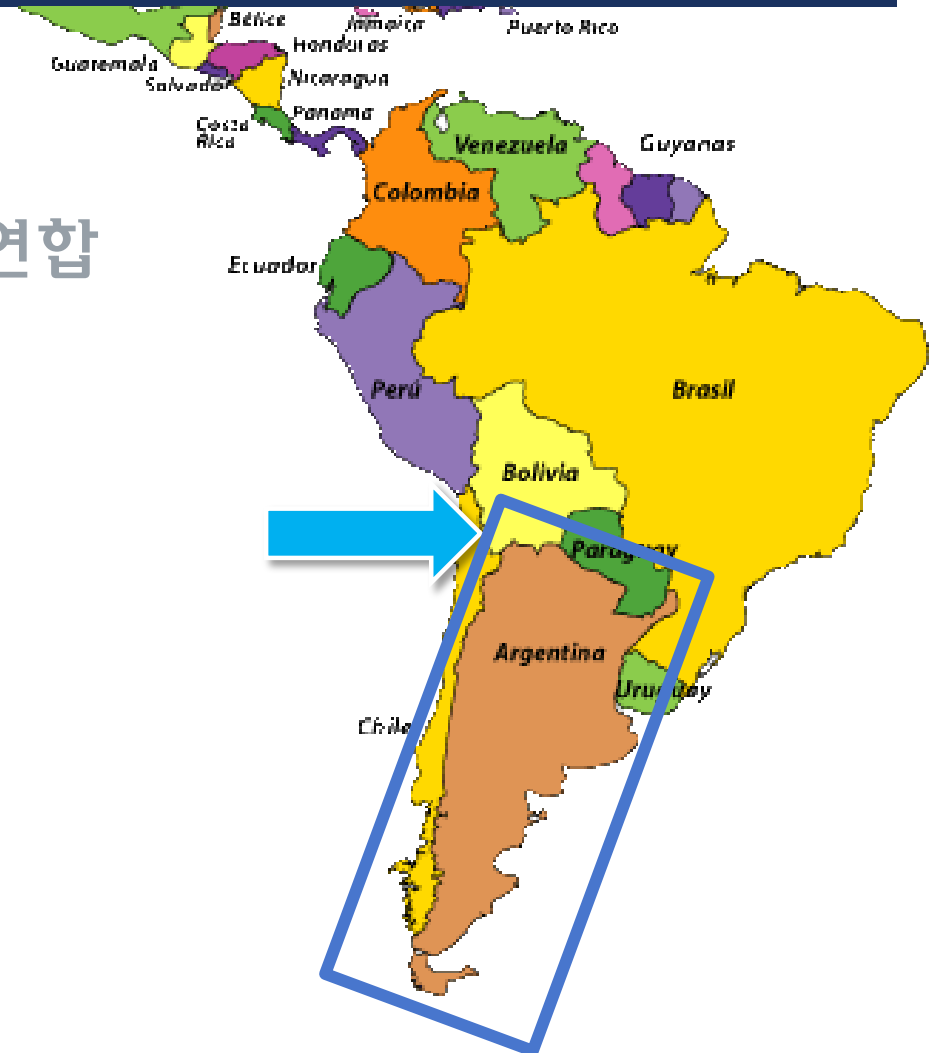 Bélice
Jamaica
Puerto Rico
Honduras
Guatemala
Salvador
Nicaragua
Costa
Rica
Panama
Venezuela
Guyanas
Colombia
연합
Ecuador
Perú
Brasil
Bolivia
Paraguay
Argentina
Uruguay
Chile